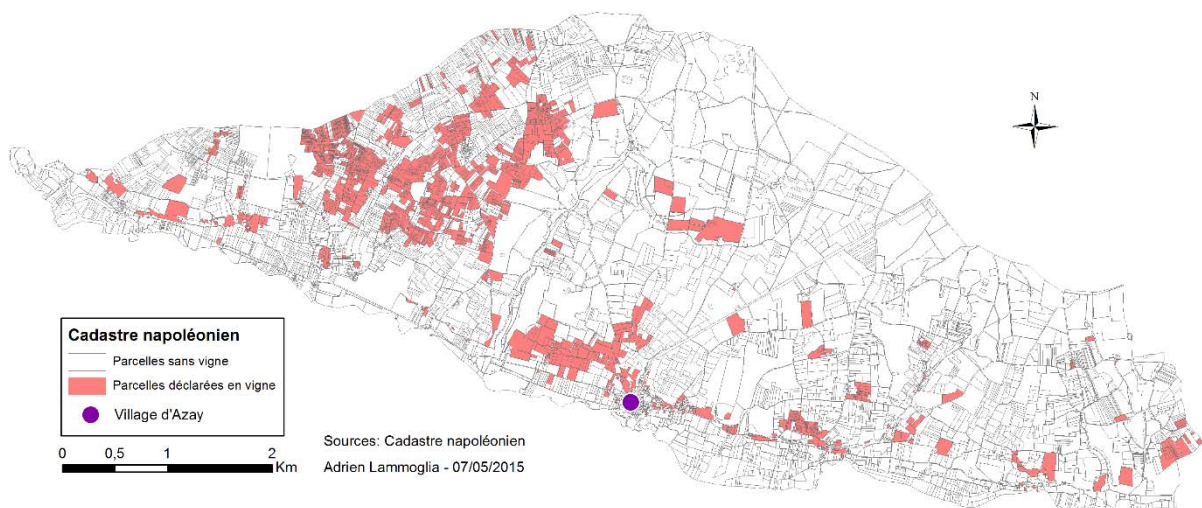 N
Cadastre napoléonien
Parcelles sans vigne
Parcelles déclarées en vigne
Village d'Azay
0 0,5 1 2
Km
Sources: Cadastre napoléonien
Adrien Lammoglia - 07/05/2015